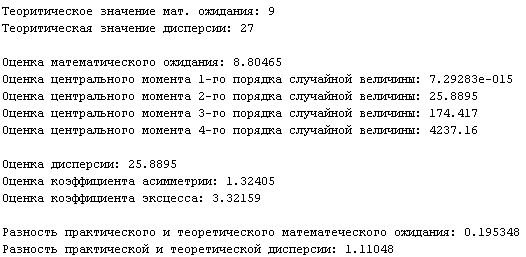 Теоритическое значение мат. ожидания: 9
Теоритическая значение дисперсии: 27
Оценка математического ожидания: 8.80465
Оценка центрального момента 1-го порядка случайной величины: 7.29283e-015
Оценка центрального момента 2-го порядка случайной величины: 25.8895
Оценка центрального момента 3-го порядка случайной величины: 174.417
Оценка центрального момента 4-го порядка случайной величины: 4237.16
Оценка дисперсии: 25.8895
Оценка коэффициента асимметрии: 1.32405
Оценка коэффициента эксцесса: 3.32159
Разность практического и теоретического математеческого ожидания: 0.195348
Разность практической и теоретической дисперсии: 1.11048